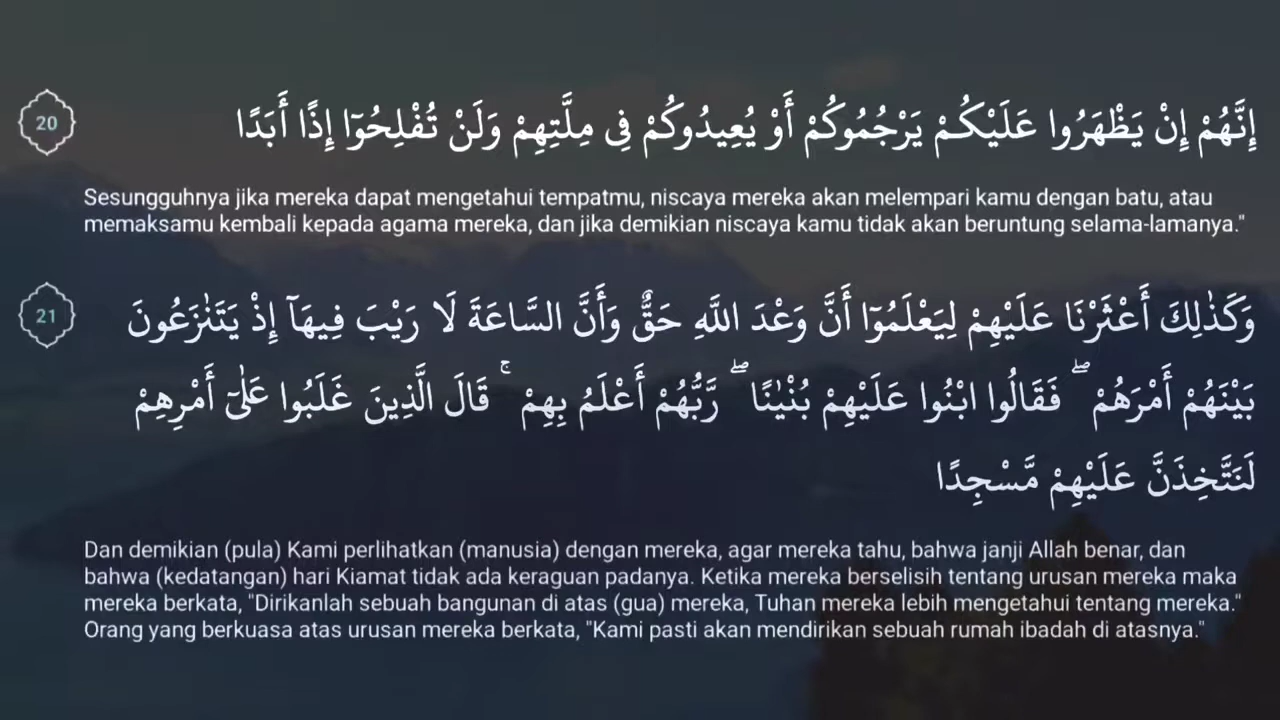 20
إِنَّهُمْ إِنْ يَظْهَرُوا عَلَيْكُمْ يَرْجُمُوكُمْ أَوْ يُعِيدُوكُمْ فِى مِلَّتِهِمْ وَلَنْ تُفْلِحُوٓا إِذًا أَبَدًا
Sesungguhnya jika mereka dapat mengetahui tempatmu, niscaya mereka akan melempari kamu dengan batu, atau
memaksamu kembali kepada agama mereka, dan jika demikian niscaya kamu tidak akan beruntung selama-lamanya."
21
وَكَذٰلِكَ أَعْثَرْنَا عَلَيْهِمْ لِيَعْلَمُوٓا أَنَّ وَعْدَ اللَّهِ حَقٌّ وَأَنَّ السَّاعَةَ لَا رَيْبَ فِيهَآ إِذْ يَتَنٰزَعُونَ
بَيْنَهُمْ أَمْرَهُمْ ۖ فَقَالُوا ابْنُوا عَلَيْهِمْ بُنْيٰنًا ۖ رَّبُّهُمْ أَعْلَمُ بِهِمْ ۚ قَالَ الَّذِينَ غَلَبُوا عَلٰىٓ أَمْرِهِمْ
لَنَتَّخِذَنَّ عَلَيْهِمْ مَّسْجِدًا
Dan demikian (pula) Kami perlihatkan (manusia) dengan mereka, agar mereka tahu, bahwa janji Allah benar, dan
bahwa (kedatangan) hari Kiamat tidak ada keraguan padanya. Ketika mereka berselisih tentang urusan mereka maka
mereka berkata, "Dirikanlah sebuah bangunan di atas (gua) mereka, Tuhan mereka lebih mengetahui tentang mereka."
Orang yang berkuasa atas urusan mereka berkata, "Kami pasti akan mendirikan sebuah rumah ibadah di atasnya."